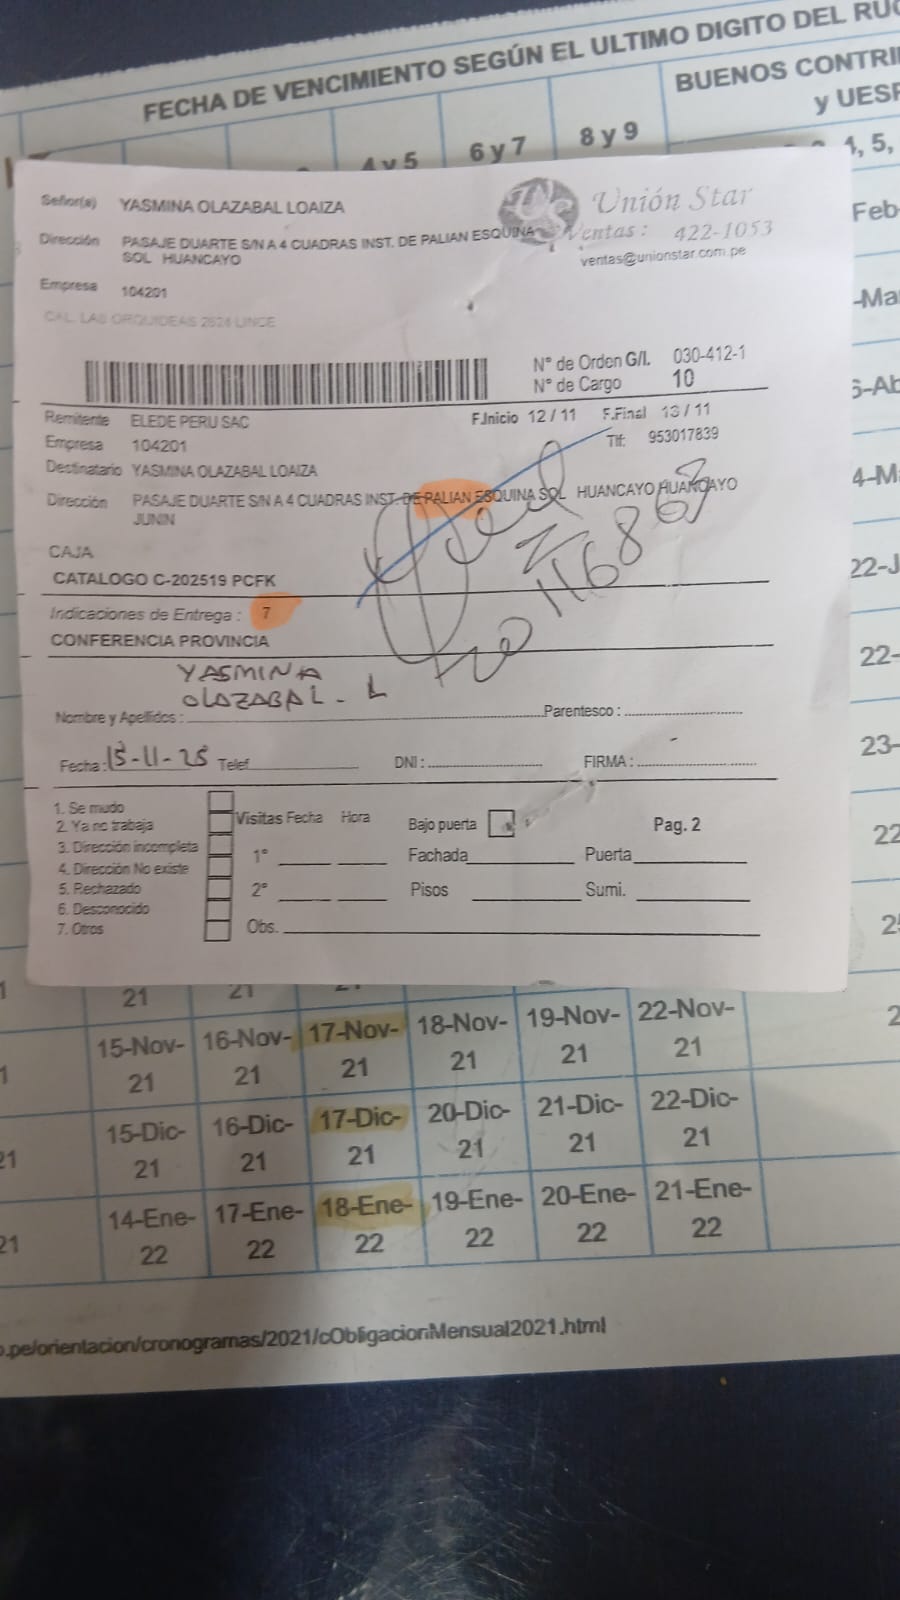 FECHA DE VENCIMIENTO SEGÚN EL ULTIMO DIGITO DEL RUC
BUENOS CONTRI
y UESP
4 y 5 6 y 7 8 y 9 4, 5,
Señor(s) YASMINA OLAZABAL LOAIZA
Unión Star
Dirección PASAJE DUARTE S/N A 4 CUADRAS INST. DE PALIAN ESQUINA
SOL HUANCAYO
Ventas: 422-1053
ventas@unionstar.com.pe
Empresa 104201
CAL. LAS ORQUIDEAS 2624 LINCE
N° de Orden G/I. 030-412-1
N° de Cargo 10
Remitente ELEDE PERU SAC F.Inicio 12 / 11 F.Final 13 / 11
Empresa 104201 Tlf: 953017839
Destinatario YASMINA OLAZABAL LOAIZA
Dirección PASAJE DUARTE S/N A 4 CUADRAS INST. DE PALIAN ESQUINA SOL HUANCAYO HUANCAYO
JUNIN
CAJA
CATALOGO C-202519 PCFK
Indicaciones de Entrega : 7
CONFERENCIA PROVINCIA
YASMINA
OLAZABAL - L
Nombre y Apellidos : Parentesco :
Fecha : 15-11-25 Telef. DNI : FIRMA :
1. Se mudo
2. Ya no trabaja
3. Dirección incompleta
4. Dirección No existe
5. Rechazado
6. Desconocido
7. Otros
Visitas Fecha Hora Bajo puerta Pag. 2
1° Fachada Puerta
2° Pisos Sumi.
Obs.
Feb-
-Ma
22-J
22-
23-
22
21 21
15-Nov-21 16-Nov-21 17-Nov-21 18-Nov-21 19-Nov-21 22-Nov-21
15-Dic-21 16-Dic-21 17-Dic-21 20-Dic-21 21-Dic-21 22-Dic-21
14-Ene-22 17-Ene-22 18-Ene-22 19-Ene-22 20-Ene-22 21-Ene-22
.pe/orientacion/cronogramas/2021/cObligacionMensual2021.html